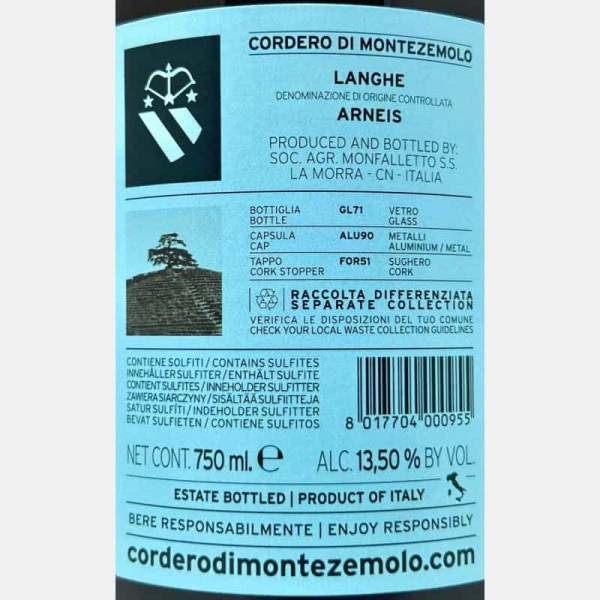 CORDERO DI MONTEZEMOLO
LANGHE
DENOMINAZIONE DI ORIGINE CONTROLLATA
ARNEIS
PRODUCED AND BOTTLED BY:
SOC. AGR. MONFALLETTO S.S.
LA MORRA - CN - ITALIA
BOTTIGLIA GL71 VETRO
BOTTLE GLASS
CAPSULA ALU90 METALLI
CAP ALUMINIUM / METAL
TAPPO FOR51 SUGHERO
CORK STOPPER CORK
RACCOLTA DIFFERENZIATA
SEPARATE COLLECTION
VERIFICA LE DISPOSIZIONI DEL TUO COMUNE
CHECK YOUR LOCAL WASTE COLLECTION GUIDELINES
CONTIENE SOLFITI / CONTAINS SULFITES
INNEHÅLLER SULFITER / ENTHÄLT SULFITE
CONTIENT SULFITES / INNEHOLDER SULFITTER
ZAWIERA SIARCZYNY / SISÄLTÄÄ SULFIITTEJA
SATUR SULFĪTI / INDEHOLDER SULFITTER
BEVAT SULFIETEN / CONTIENE SULFITOS
8 017704 000955
NET CONT. 750 ml. e ALC. 13,50 % BY VOL.
ESTATE BOTTLED | PRODUCT OF ITALY
BERE RESPONSABILMENTE | ENJOY RESPONSIBLY
corderodimontezemolo.com